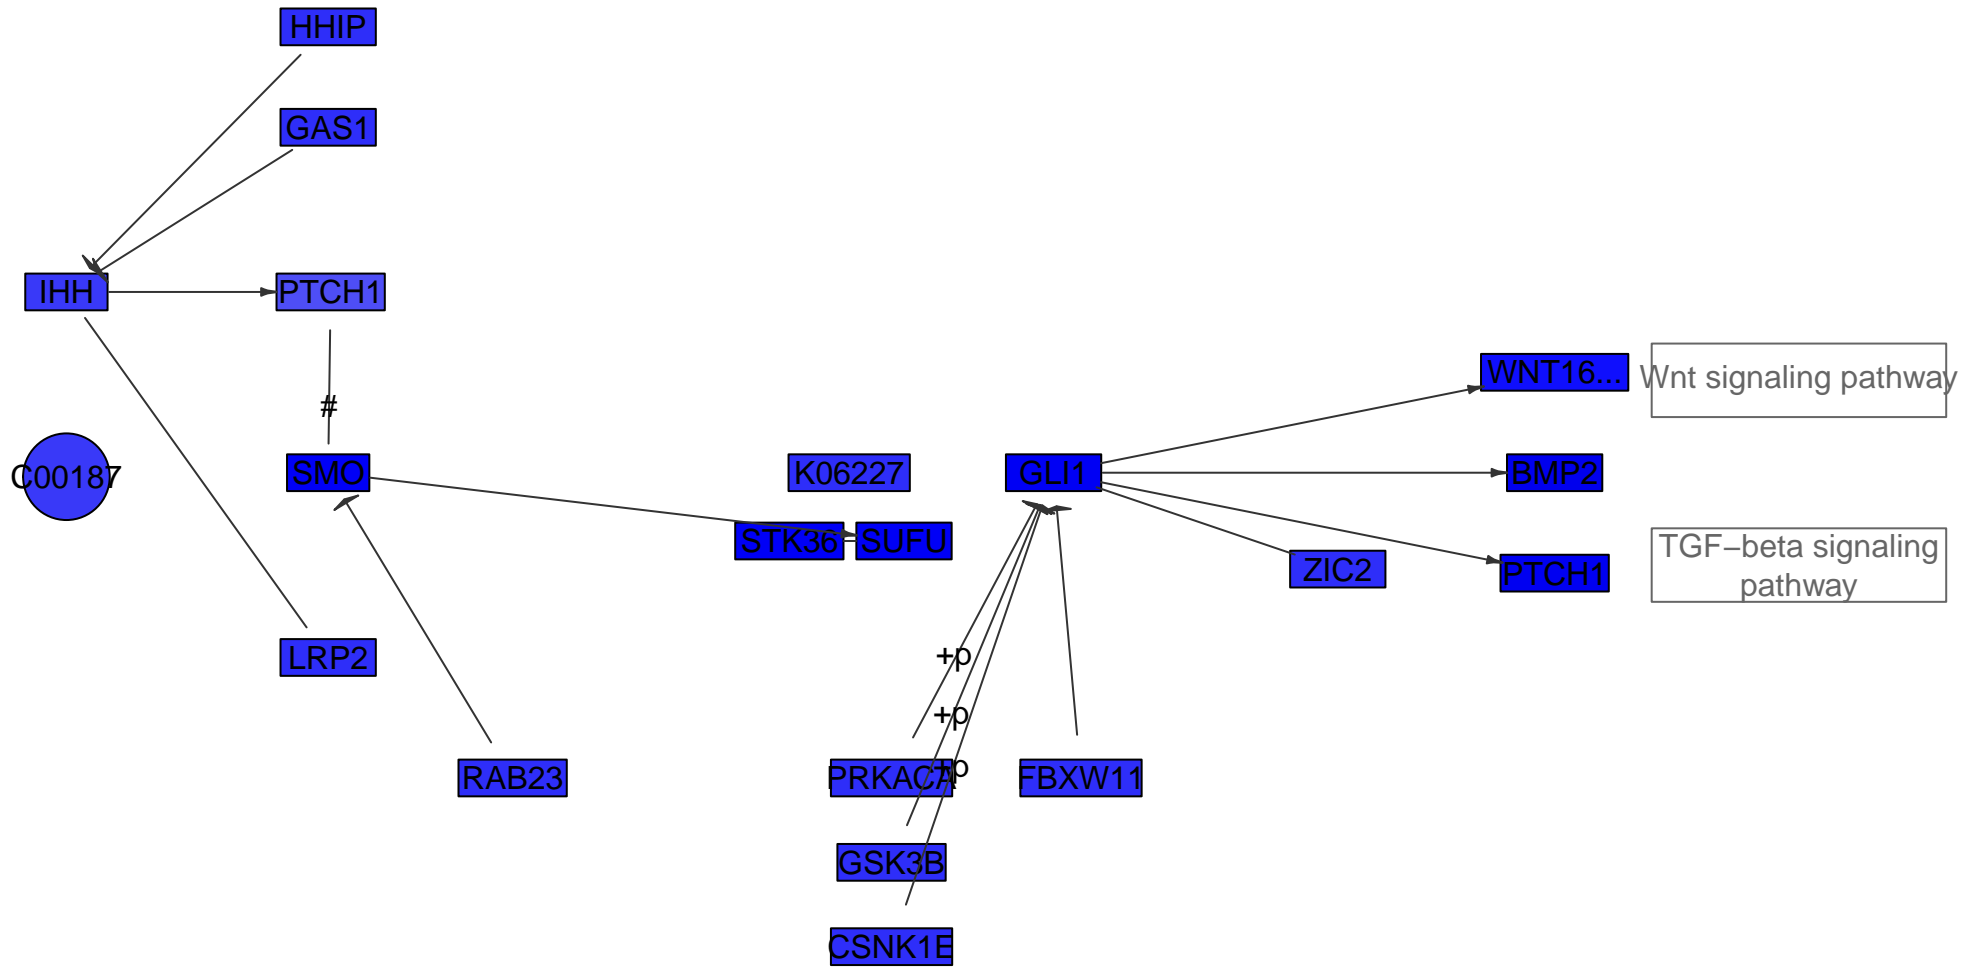 HHIP
GAS1
IHH
PTCH1
WNT16...
Wnt signaling pathway
#
C00187
SMO
K06227
GLI1
BMP2
STK36
SUFU
TGF−beta signaling
pathway
ZIC2
PTCH1
LRP2
+p
+p
+p
RAB23
PRKACA
FBXW11
GSK3B
CSNK1E